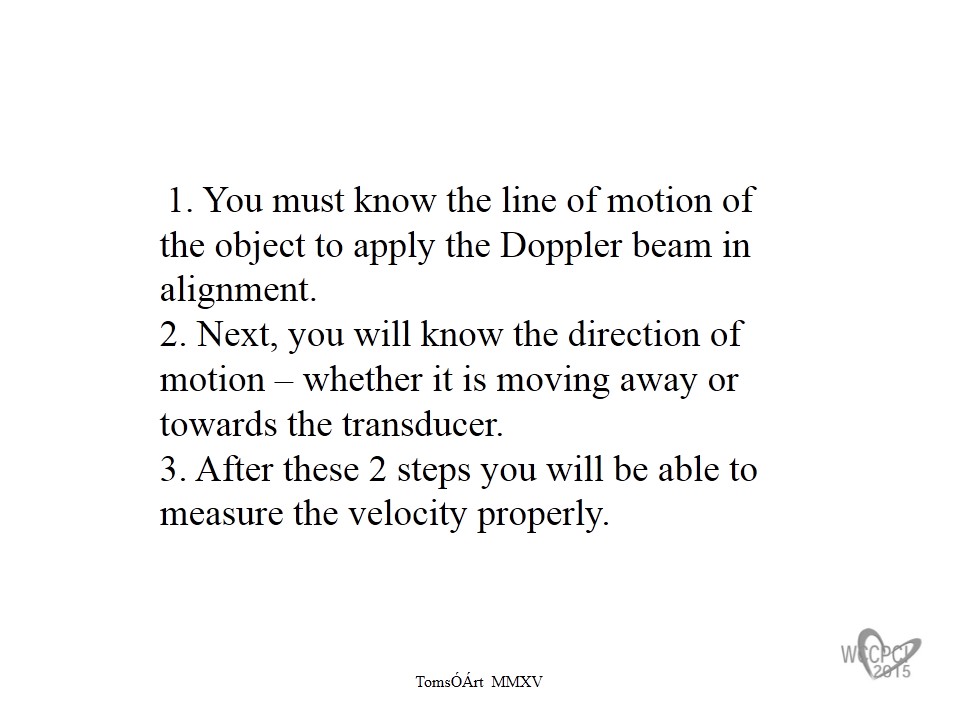 1. You must know the line of motion of
the object to apply the Doppler beam in
alignment.
2. Next, you will know the direction of
motion – whether it is moving away or
towards the transducer.
3. After these 2 steps you will be able to
measure the velocity properly.
WCCPCI
2015
TomsÓÁrt MMXV